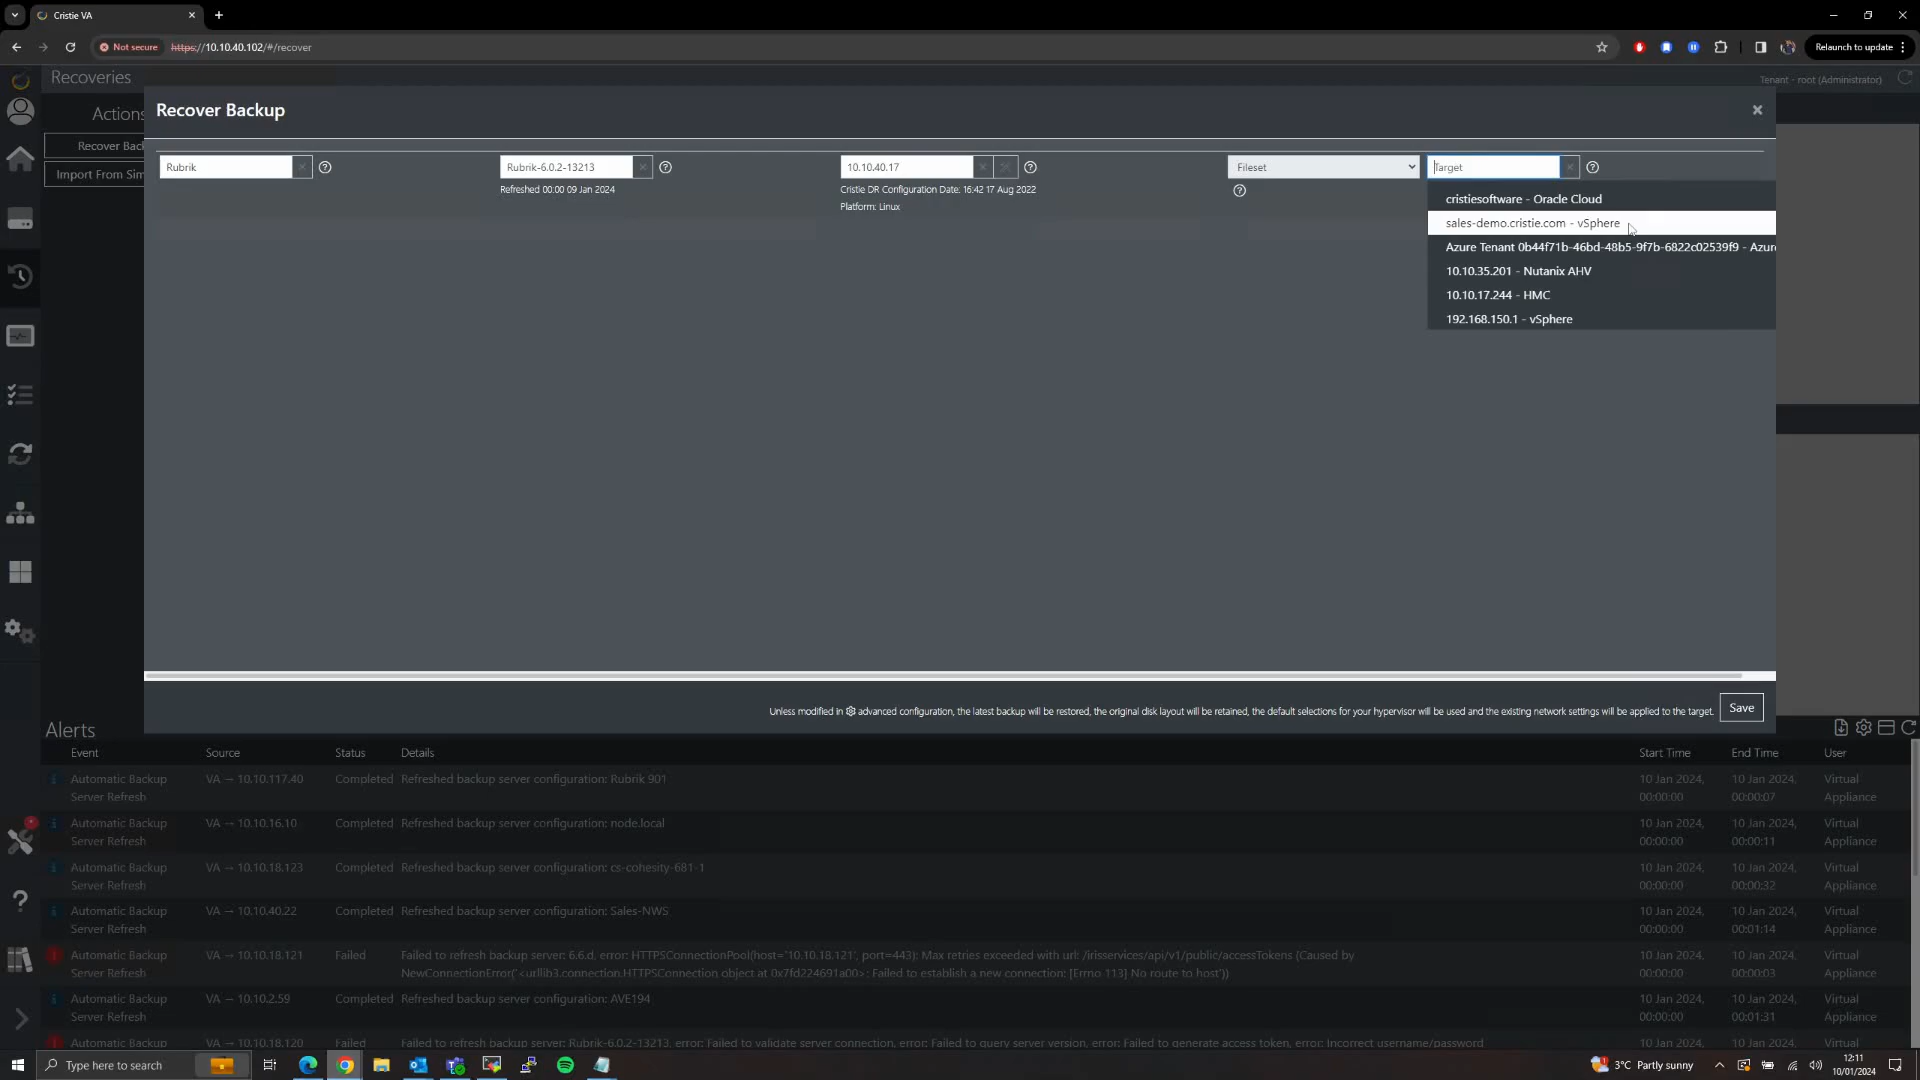 Cristie VA
Not secure
https://10.10.40.102/#/recover
Relaunch to update
Recoveries
Tenant - root (Administrator)
Actions
Recover Bac
Import From Sim
Recover Backup
Rubrik
Rubrik-6.0.2-13213
10.10.40.17
Fileset
Target
Refreshed 00:00 09 Jan 2024
Cristie DR Configuration Date: 16:42 17 Aug 2022
Platform: Linux
cristiesoftware - Oracle Cloud
sales-demo.cristie.com - vSphere
Azure Tenant 0b44f71b-46bd-48b5-9f7b-6822c02539f9 - Azure
10.10.35.201 - Nutanix AHV
10.10.17.244 - HMC
192.168.150.1 - vSphere
Unless modified in advanced configuration, the latest backup will be restored, the original disk layout will be retained, the default selections for your hypervisor will be used and the existing network settings will be applied to the target.
Save
Alerts
Event Source Status Details Start Time End Time User
Automatic Backup Server Refresh VA → 10.10.117.40 Completed Refreshed backup server configuration: Rubrik 901 10 Jan 2024, 00:00:00 10 Jan 2024, 00:00:07 Virtual Appliance
Automatic Backup Server Refresh VA → 10.10.16.10 Completed Refreshed backup server configuration: node.local 10 Jan 2024, 00:00:00 10 Jan 2024, 00:00:11 Virtual Appliance
Automatic Backup Server Refresh VA → 10.10.18.123 Completed Refreshed backup server configuration: cs-cohesity-681-1 10 Jan 2024, 00:00:00 10 Jan 2024, 00:00:32 Virtual Appliance
Automatic Backup Server Refresh VA → 10.10.40.22 Completed Refreshed backup server configuration: Sales-NWS 10 Jan 2024, 00:00:00 10 Jan 2024, 00:01:14 Virtual Appliance
Automatic Backup Server Refresh VA → 10.10.18.121 Failed Failed to refresh backup server: 6.6.d, error: HTTPSConnectionPool(host='10.10.18.121', port=443): Max retries exceeded with url: /irisservices/api/v1/public/accessTokens (Caused by NewConnectionError('<urllib3.connection.HTTPSConnection object at 0x7fd224691a00>: Failed to establish a new connection: [Errno 113] No route to host')) 10 Jan 2024, 00:00:00 10 Jan 2024, 00:00:03 Virtual Appliance
Automatic Backup Server Refresh VA → 10.10.2.59 Completed Refreshed backup server configuration: AVE194 10 Jan 2024, 00:00:00 10 Jan 2024, 00:01:31 Virtual Appliance
Automatic Backup VA → 10.10.18.120 Failed Failed to refresh backup server: Rubrik-6.0.2-13213, error: Failed to validate server connection, error: Failed to query server version, error: Failed to generate access token, error: Incorrect username/password 10 Jan 2024, 10 Jan 2024, Virtual
Type here to search
3°C Partly sunny
12:11
10/01/2024